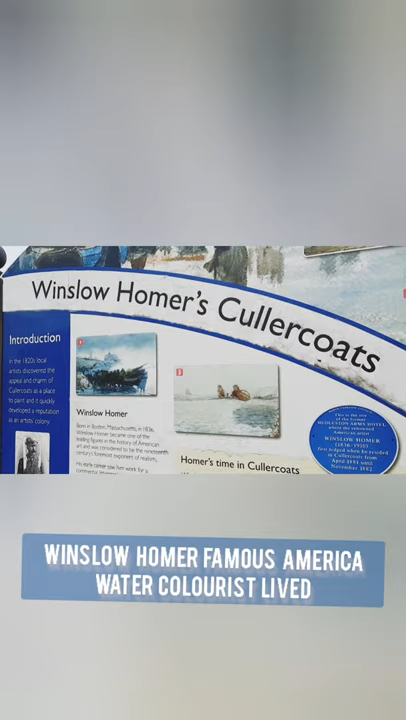 Winslow Homer's Cullercoats
Introduction
In the 1820s local
artists discovered the
appeal and charm of
Cullercoats as a place
to paint and it quickly
developed a reputation
as an artists' colony.
Winslow Homer
Born in Boston, Massachusetts, in 1836,
Winslow Homer became one of the
leading figures in the history of American
art and was considered to be the nineteenth
century's foremost exponent of realism.
His early career saw him work for a
Homer's time in Cullercoats
This is the site
of the former
HUDLESTON ARMS HOTEL
where the renowned
American artist
WINSLOW HOMER
(1836-1910)
first lodged when he resided
in Cullercoats from
April 1881 until
November 1882
WINSLOW HOMER FAMOUS AMERICA
WATER COLOURIST LIVED